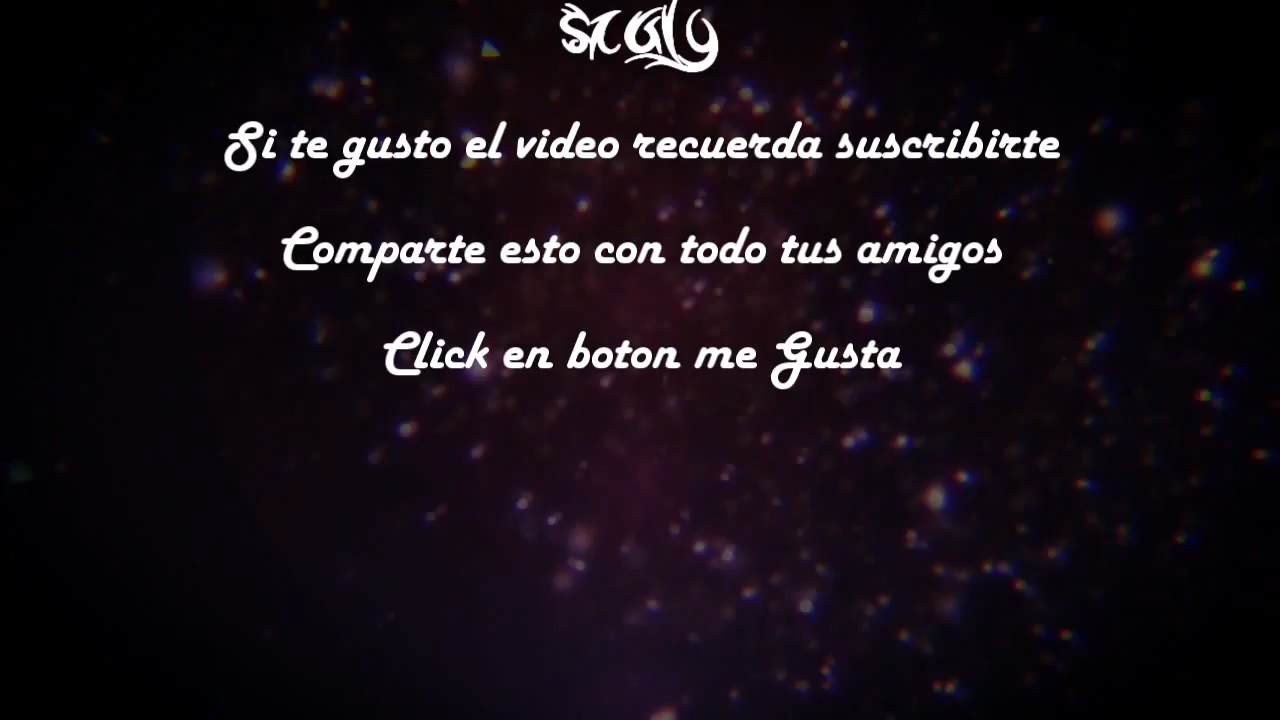 Si te gusto el video recuerda suscribirte
Comparte esto con todo tus amigos
Click en boton me Gusta